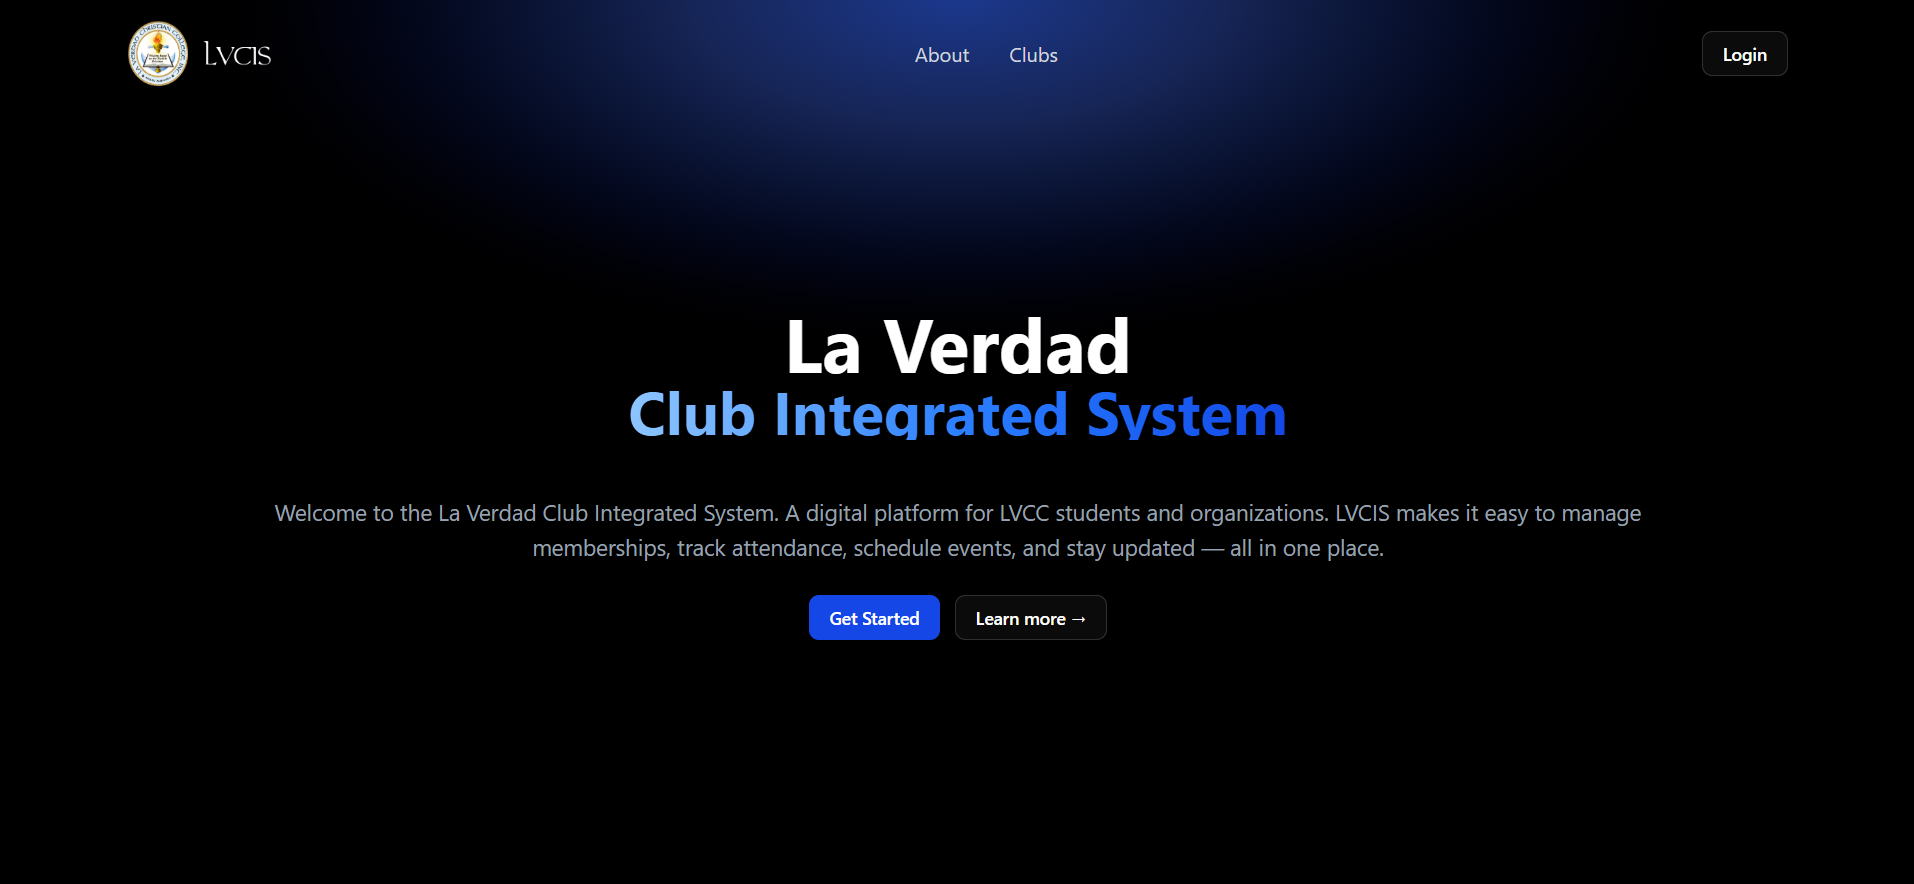 LVCIS
About
Clubs
Login
La Verdad
Club Integrated System
Welcome to the La Verdad Club Integrated System. A digital platform for LVCC students and organizations. LVCIS makes it easy to manage
memberships, track attendance, schedule events, and stay updated — all in one place.
Get Started
Learn more →